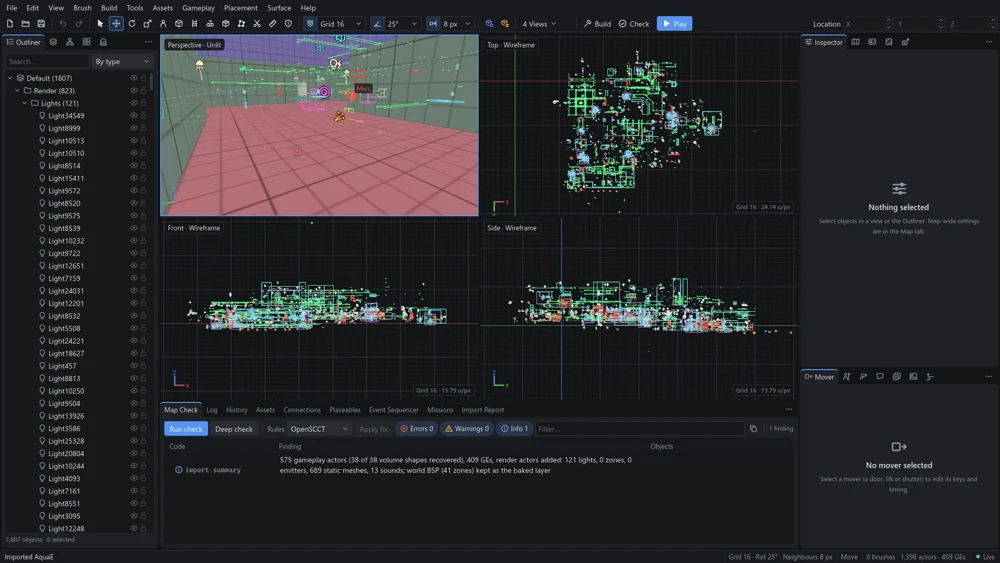 File Edit View Brush Build Tools Assets Gameplay Placement Surface Help
Grid 16 25° 8 px 4 Views Build Check Play Location X Y Z
Outliner
Search... By type
Default (1807)
Render (823)
Lights (121)
Light34549
Light8999
Light10513
Light10510
Light8514
Light15411
Light9572
Light8520
Light9575
Light8539
Light10232
Light9722
Light12651
Light7159
Light24031
Light12201
Light8532
Light5508
Light24221
Light18627
Light457
Light8813
Light10250
Light9504
Light13926
Light3586
Light25328
Light20804
Light10244
Light4093
Light7161
Light8551
Light3095
Light12248
1,807 objects · 0 selected
Perspective · Unlit
Merc
Top · Wireframe
Grid 16 · 24.14 u/px
Front · Wireframe
Z
X
Grid 16 · 15.79 u/px
Side · Wireframe
Z
Y
Grid 16 · 13.79 u/px
Map Check Log History Assets Connections Placeables Event Sequencer Missions Import Report
Run check Deep check Rules OpenSCCT Apply fix Errors 0 Warnings 0 Info 1 Filter... 1 finding
Code Finding Objects
import.summary
575 gameplay actors (38 of 38 volume shapes recovered), 409 GEs, render actors added: 121 lights, 0 zones, 0
emitters, 689 static meshes, 13 sounds; world BSP (41 zones) kept as the baked layer
Inspector
Nothing selected
Select objects in a view or the Outliner. Map-wide settings
are in the Map tab.
Mover
No mover selected
Select a mover (a door, lift or shutter) to edit its keys and
timing.
Imported AquaE
Grid 16 · Rot 25° · Neighbours 8 px Move 0 brushes · 1,398 actors · 409 GEs Live